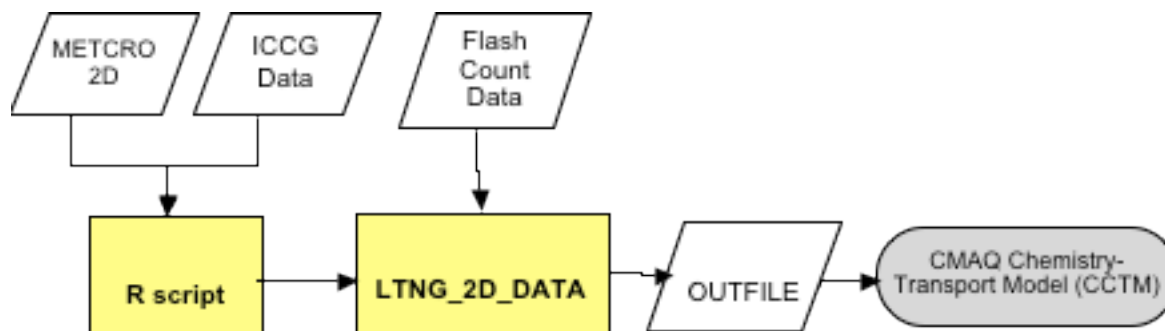 METCRO
2D
ICCG
Data
Flash
Count
Data
R script
LTNG_2D_DATA
OUTFILE
CMAQ Chemistry-
Transport Model (CCTM)